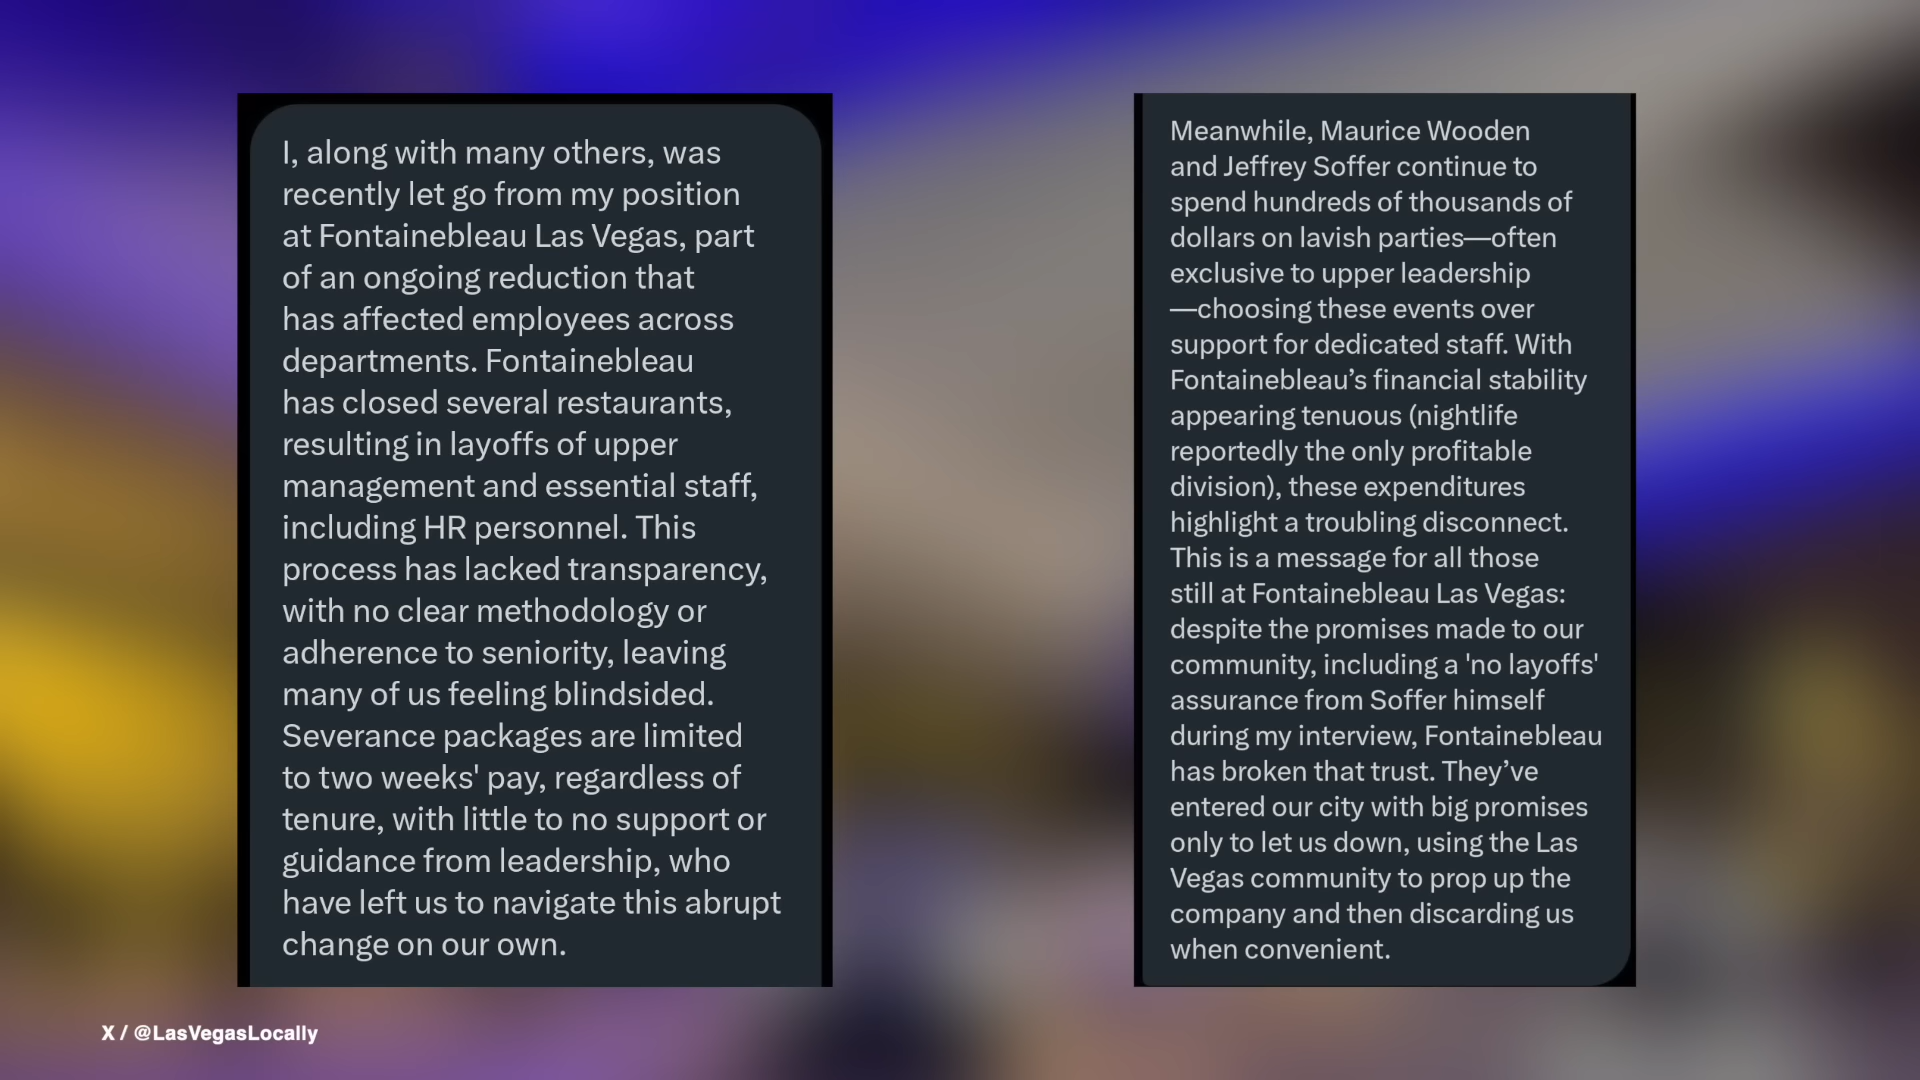 I, along with many others, was
recently let go from my position
at Fontainebleau Las Vegas, part
of an ongoing reduction that
has affected employees across
departments. Fontainebleau
has closed several restaurants,
resulting in layoffs of upper
management and essential staff,
including HR personnel. This
process has lacked transparency,
with no clear methodology or
adherence to seniority, leaving
many of us feeling blindsided.
Severance packages are limited
to two weeks' pay, regardless of
tenure, with little to no support or
guidance from leadership, who
have left us to navigate this abrupt
change on our own.
Meanwhile, Maurice Wooden
and Jeffrey Soffer continue to
spend hundreds of thousands of
dollars on lavish parties—often
exclusive to upper leadership
—choosing these events over
support for dedicated staff. With
Fontainebleau’s financial stability
appearing tenuous (nightlife
reportedly the only profitable
division), these expenditures
highlight a troubling disconnect.
This is a message for all those
still at Fontainebleau Las Vegas:
despite the promises made to our
community, including a 'no layoffs'
assurance from Soffer himself
during my interview, Fontainebleau
has broken that trust. They’ve
entered our city with big promises
only to let us down, using the Las
Vegas community to prop up the
company and then discarding us
when convenient.
X / @LasVegasLocally